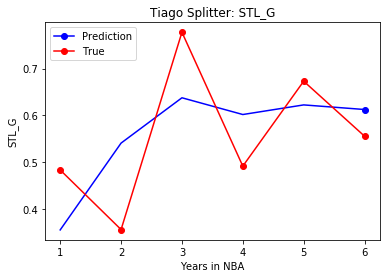 Tiago Splitter: STL_G
Prediction
True
0.7
0.6
0.5
0.4
STL_G
1 2 3 4 5 6
Years in NBA